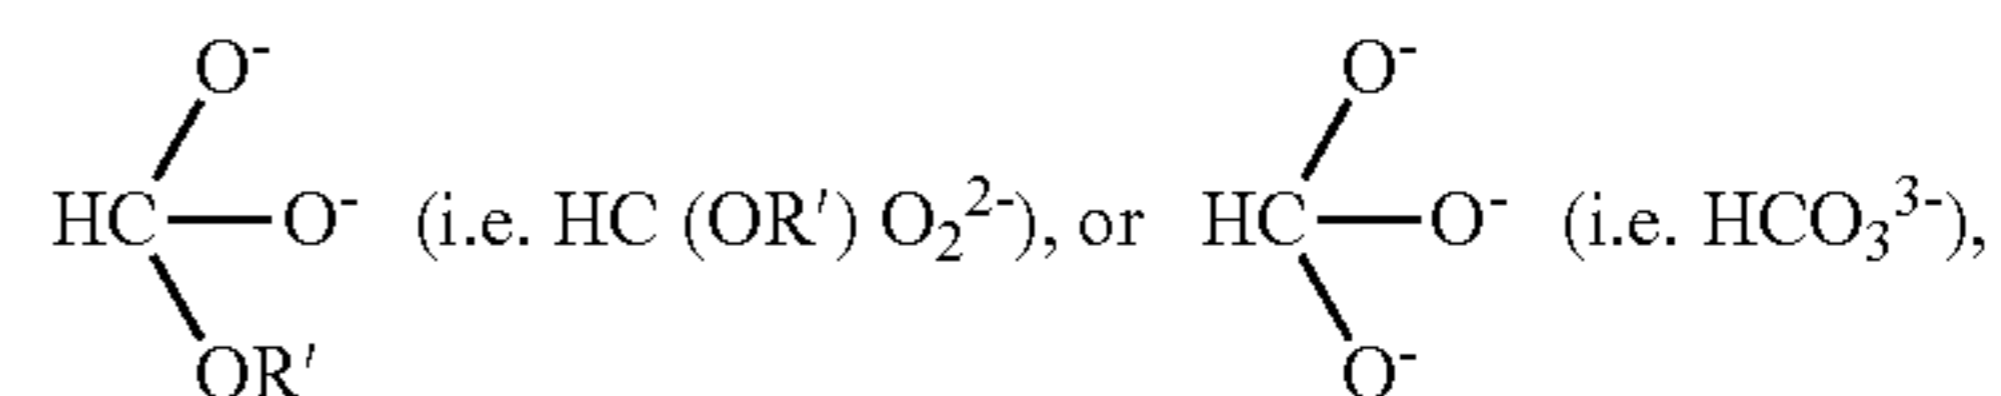 O⁻ O⁻
HC O⁻ (i.e. HC (OR′) O₂²⁻), or HC O⁻ (i.e. HCO₃³⁻),
OR′ O⁻